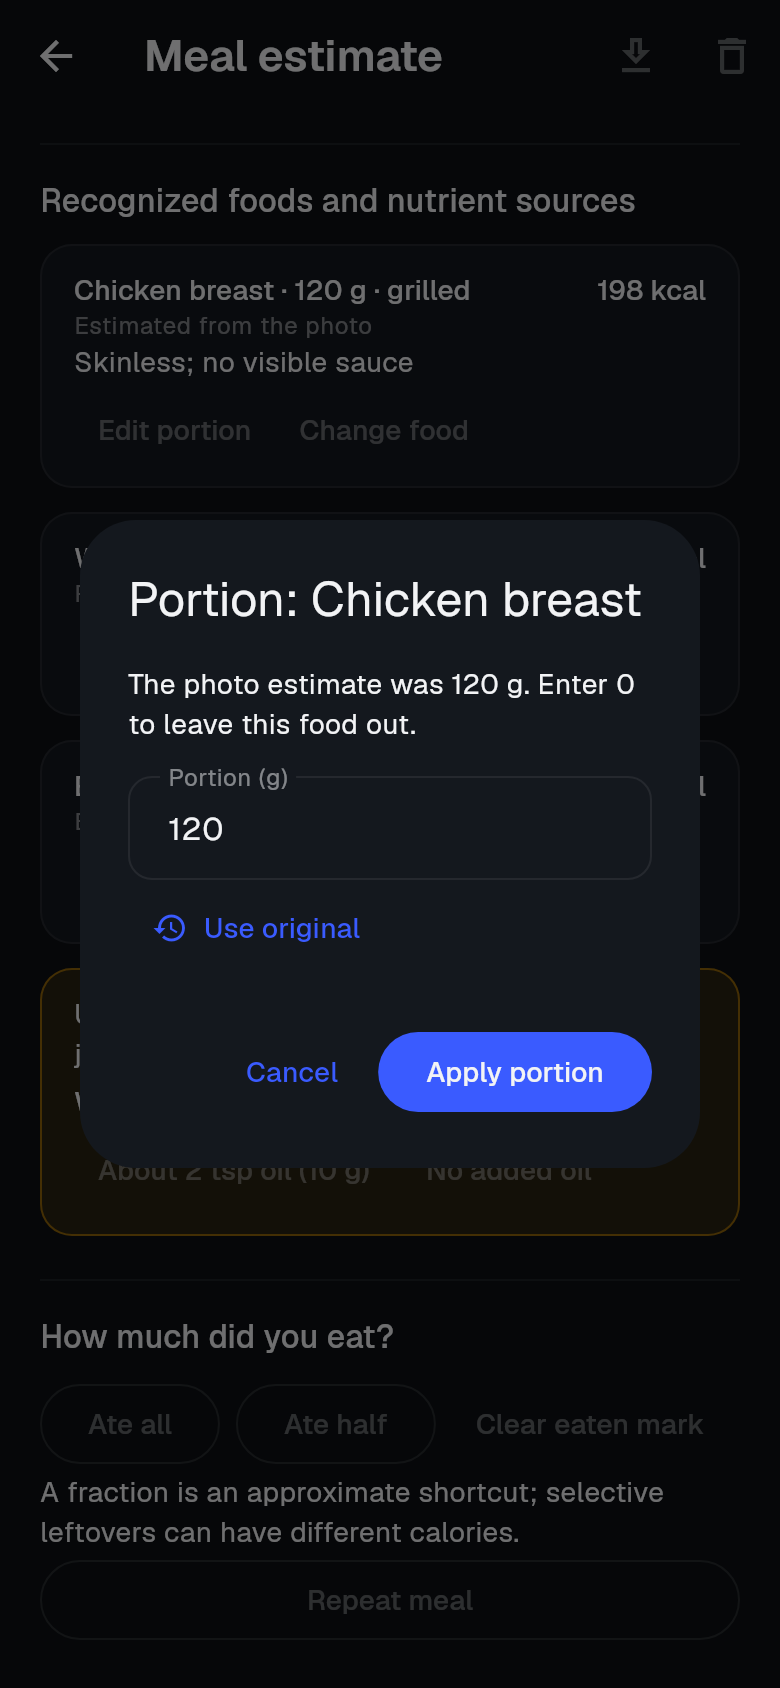 Meal estimate
Recognized foods and nutrient sources
Chicken breast · 120 g · grilled 198 kcal
Estimated from the photo
Skinless; no visible sauce
Edit portion Change food
Portion: Chicken breast
The photo estimate was 120 g. Enter 0
to leave this food out.
Portion (g)
120
Use original
Cancel Apply portion
About 2 tsp oil (10 g) No added oil
How much did you eat?
Ate all Ate half Clear eaten mark
A fraction is an approximate shortcut; selective
leftovers can have different calories.
Repeat meal